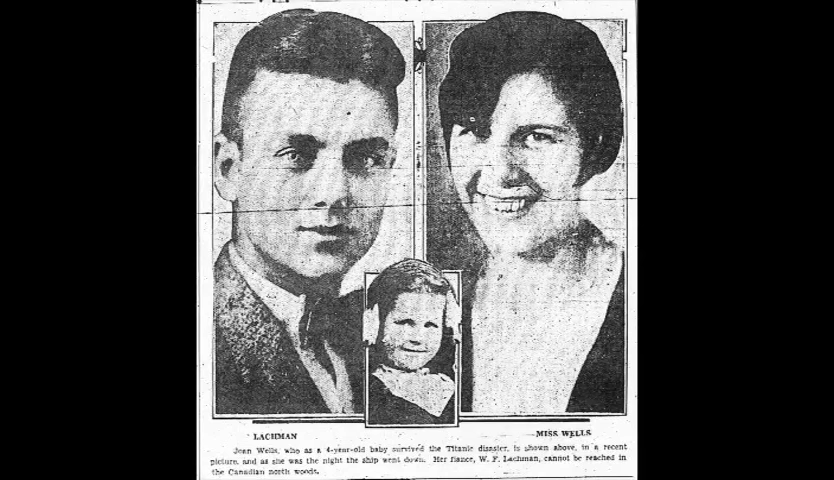 LACHMAN
MISS WELLS
Joan Wells, who as a 4-year-old baby survived the Titanic disaster, is shown above, in a recent
picture, and as she was the night the ship went down. Her fiance, W. F. Lachman, cannot be reached in
the Canadian north woods.